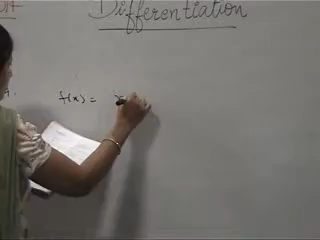 Differentiation
f(x) =